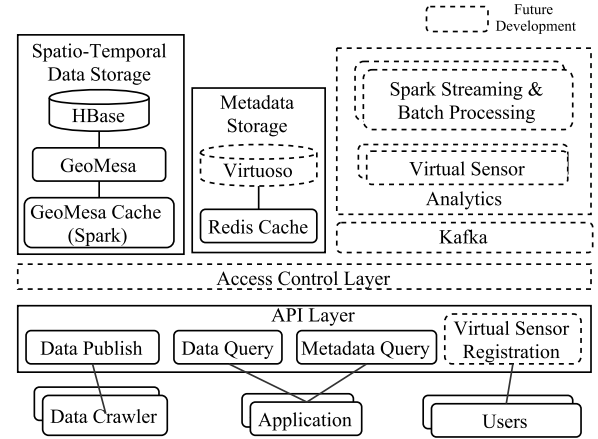 Future
Development
Spatio-Temporal
Data Storage
HBase
GeoMesa
GeoMesa Cache
(Spark)
Metadata
Storage
Virtuoso
Redis Cache
Spark Streaming &
Batch Processing
Virtual Sensor
Analytics
Kafka
Access Control Layer
API Layer
Data Publish
Data Query
Metadata Query
Virtual Sensor
Registration
Data Crawler
Application
Users